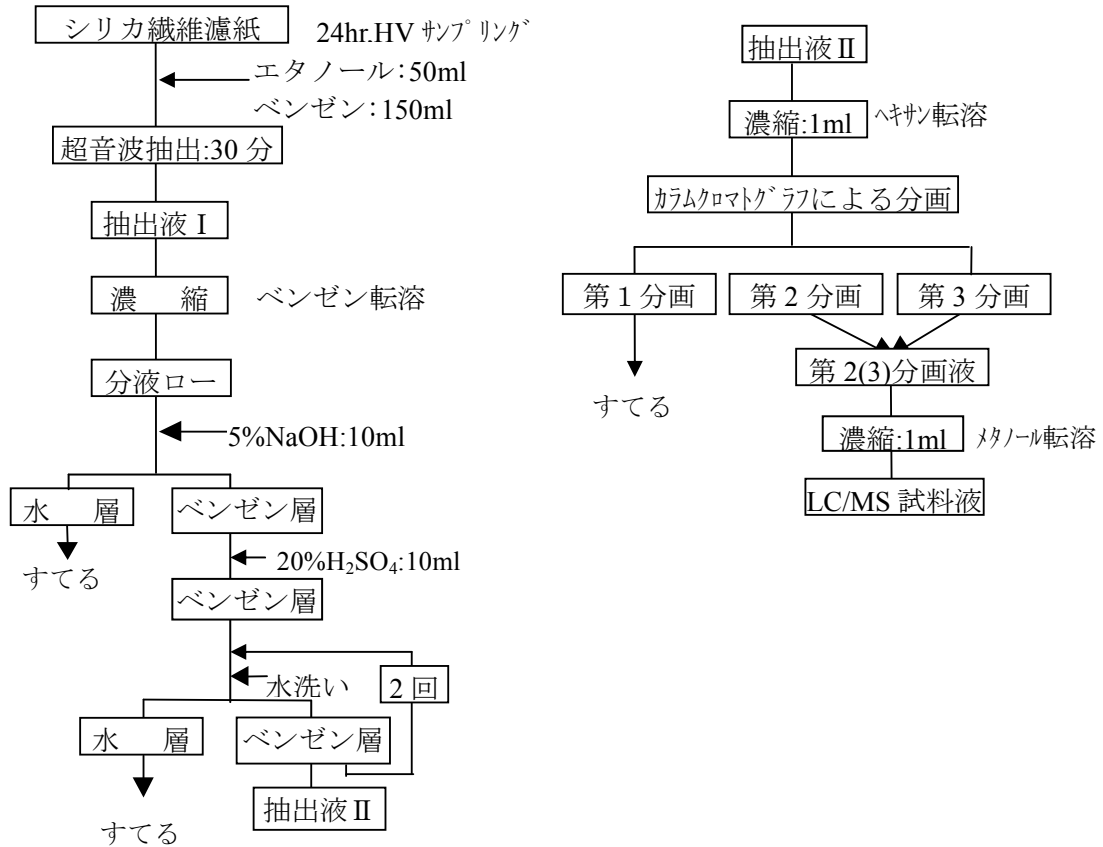 シリカ繊維濾紙
24hr.HV ｻﾝﾌﾟﾘﾝｸﾞ
エタノール：50ml
ベンゼン：150ml
超音波抽出:30 分
抽出液 Ⅰ
濃　縮
ベンゼン転溶
分液ロー
5%NaOH:10ml
水　層
ベンゼン層
すてる
20%H₂SO₄:10ml
ベンゼン層
水洗い
2 回
水　層
ベンゼン層
すてる
抽出液 Ⅱ
抽出液 Ⅱ
濃縮:1ml
ﾍｷｻﾝ転溶
ｶﾗﾑｸﾛﾏﾄｸﾞﾗﾌによる分画
第 1 分画
第 2 分画
第 3 分画
すてる
第 2(3)分画液
濃縮:1ml
ﾒﾀﾉｰﾙ転溶
LC/MS 試料液